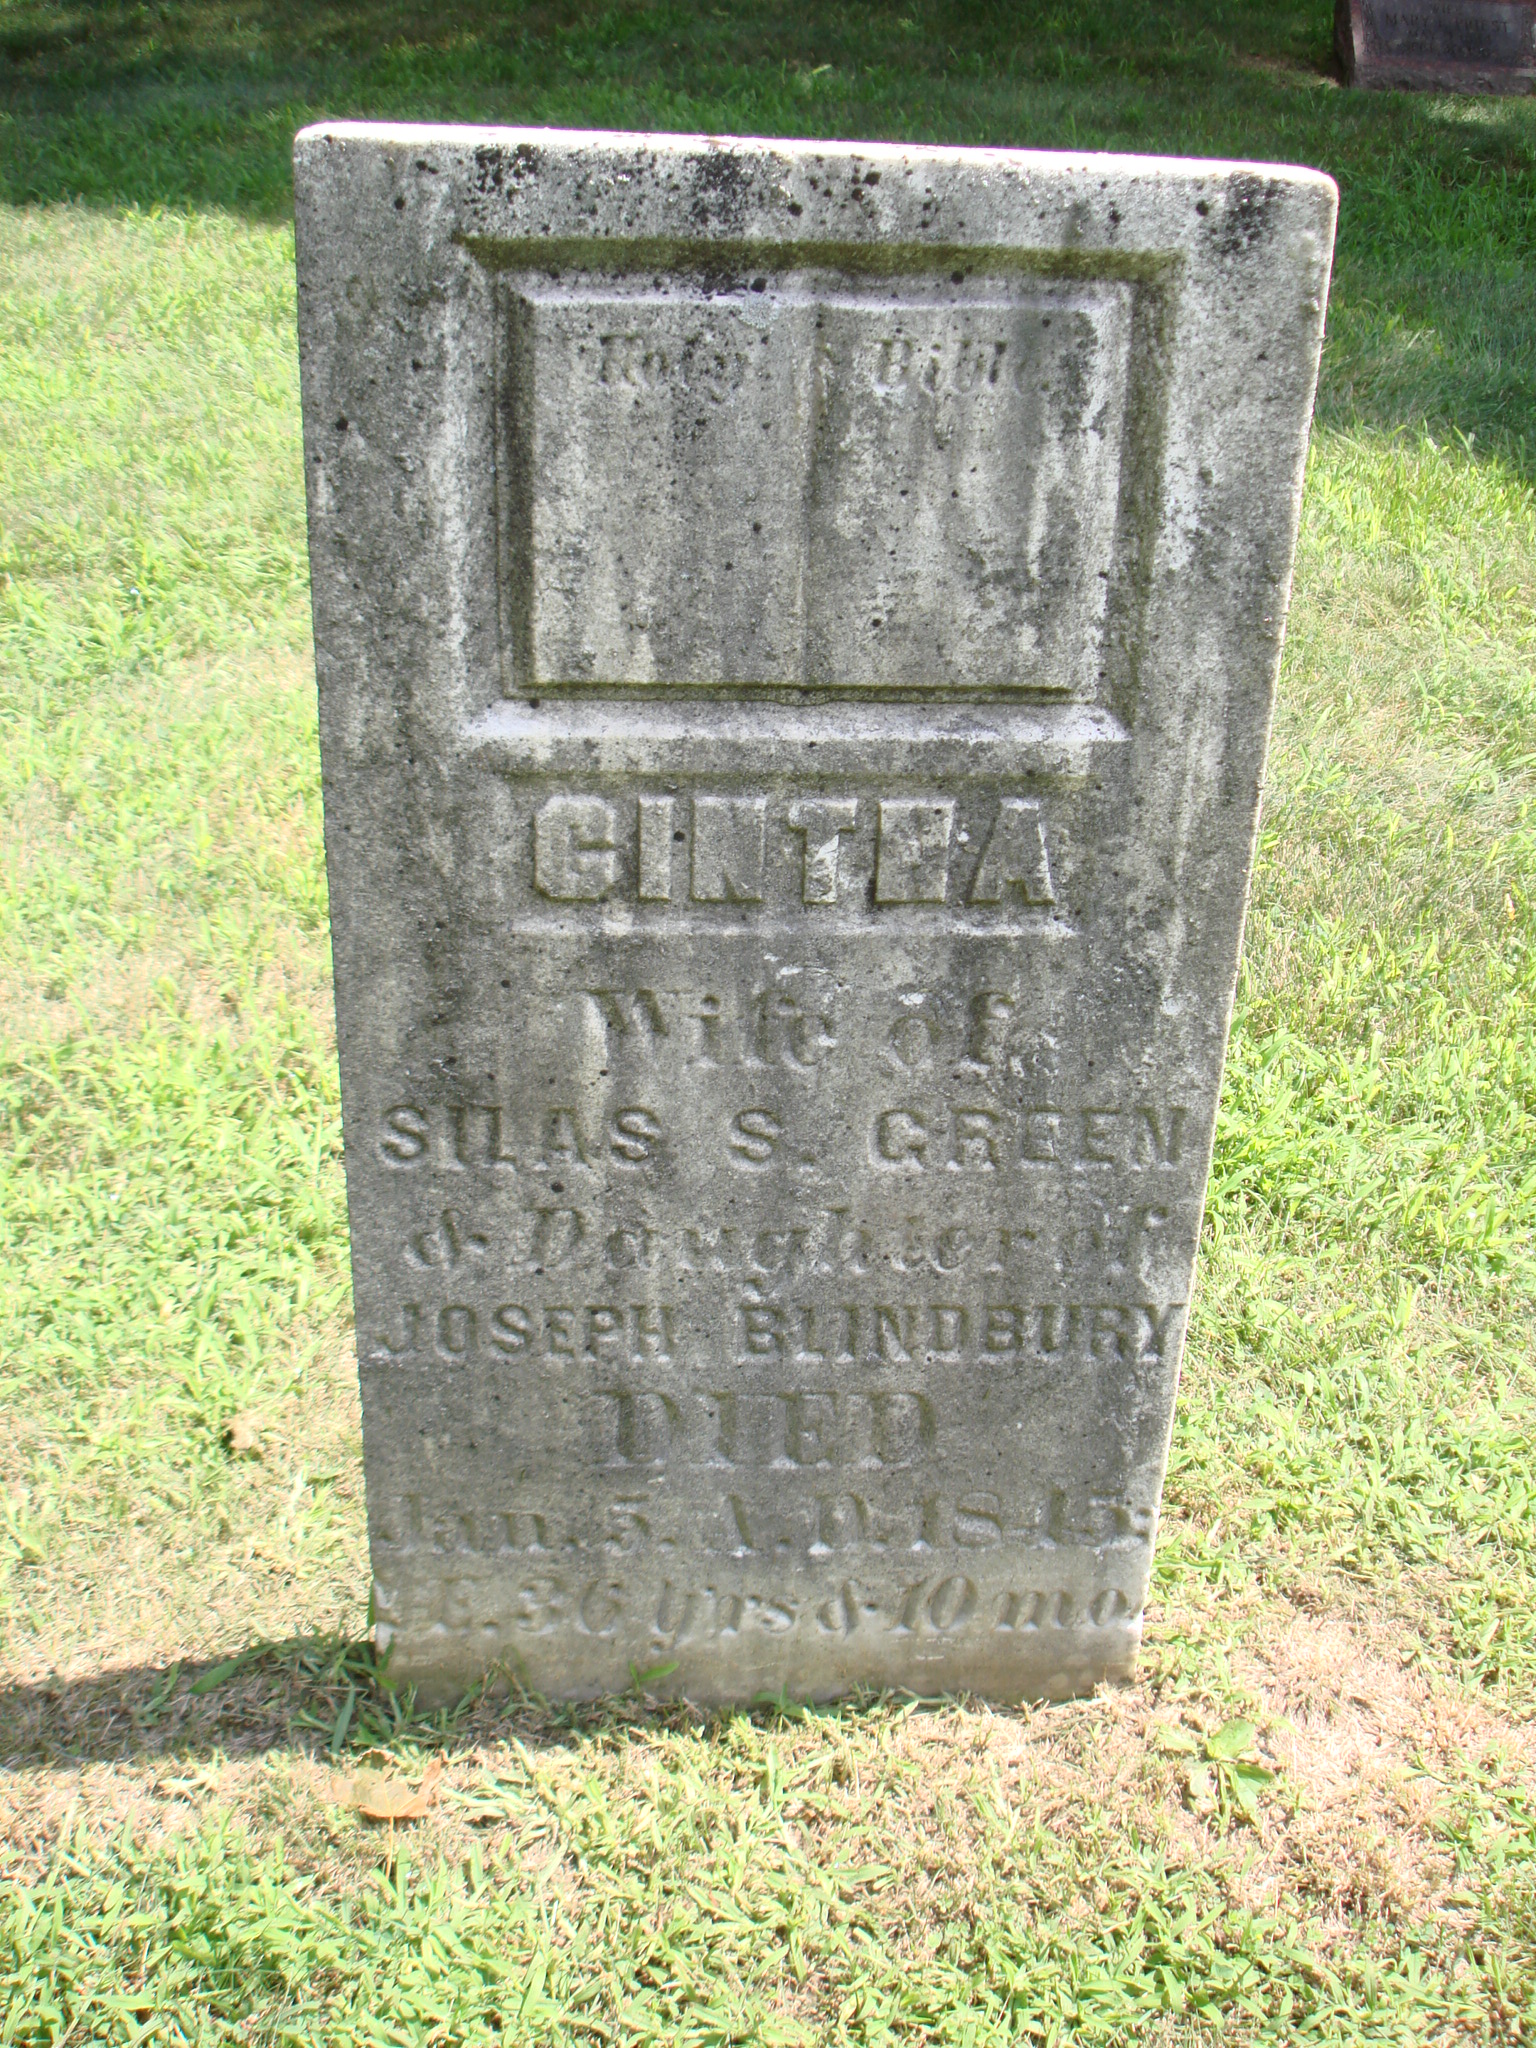 Holy Bible
CINTHA
Wife of
SILAS S. GREEN
& Daughter of
JOSEPH BLINDBURY
DIED
Jan. 5. A.D. 1845:
Æ. 36 yrs & 10 mo.